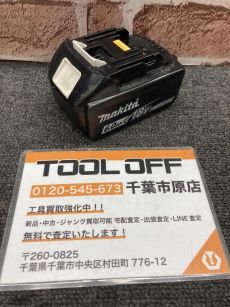 makita
6.0Ah 18V
TOOL OFF
0120-545-673 千葉市原店
工具買取強化中！！
新品・中古・ジャンク買取可能 宅配査定・出張査定・LINE査定
無料で査定いたします！
〒260-0825
千葉県千葉市中央区村田町 776-12